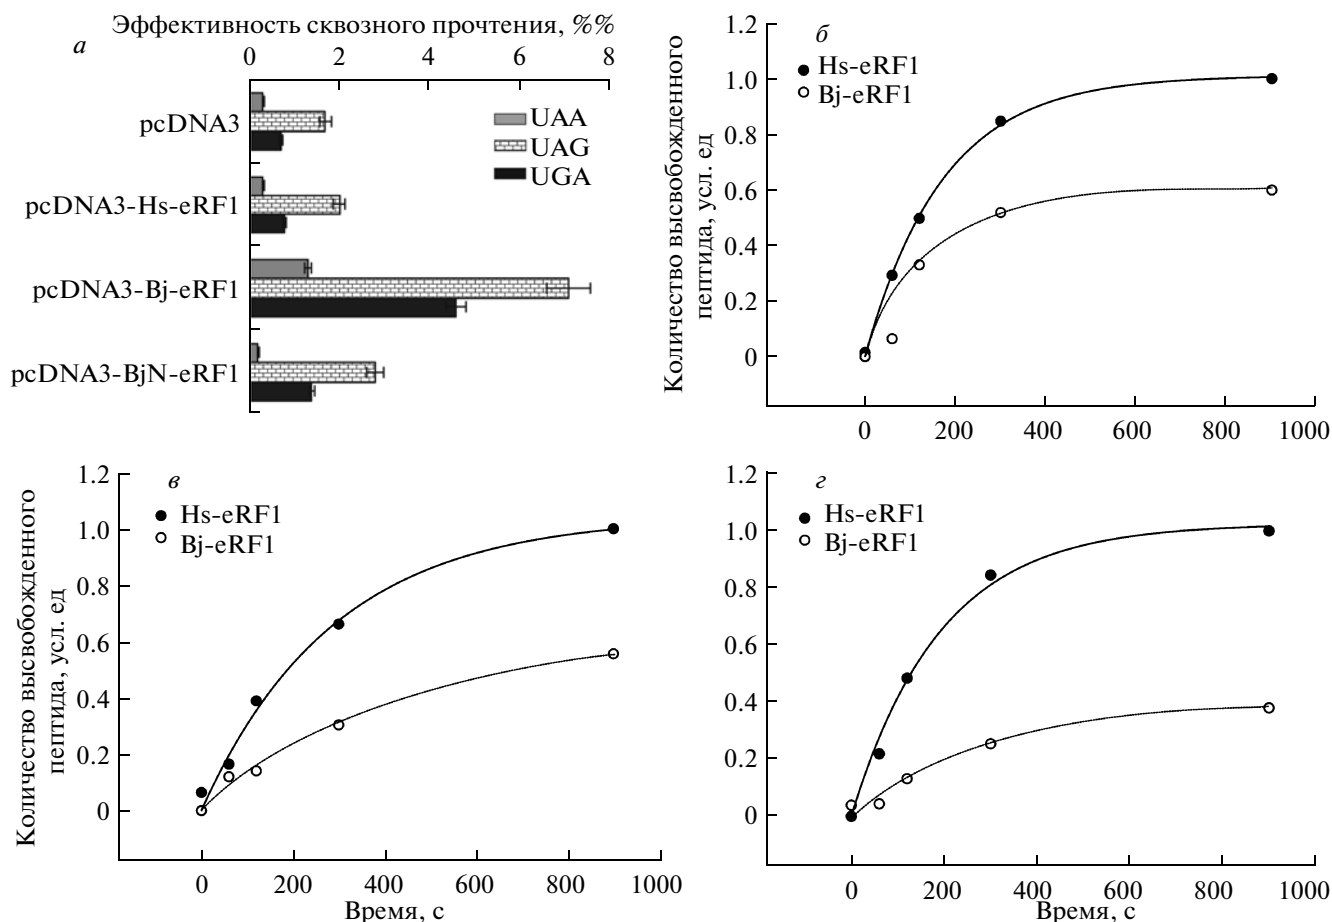 а
Эффективность сквозного прочтения, %%
0 2 4 6 8
pcDNA3
pcDNA3-Hs-eRF1
pcDNA3-Bj-eRF1
pcDNA3-BjN-eRF1
UAA
UAG
UGA
б
Hs-eRF1
Bj-eRF1
Количество высвобожденного
пептида, усл. ед
1.2
1.0
0.8
0.6
0.4
0.2
0
0 200 400 600 800 1000
в
Hs-eRF1
Bj-eRF1
Количество высвобожденного
пептида, усл. ед
1.2
1.0
0.8
0.6
0.4
0.2
0
0 200 400 600 800 1000
Время, с
г
Hs-eRF1
Bj-eRF1
1.2
1.0
0.8
0.6
0.4
0.2
0
0 200 400 600 800 1000
Время, с